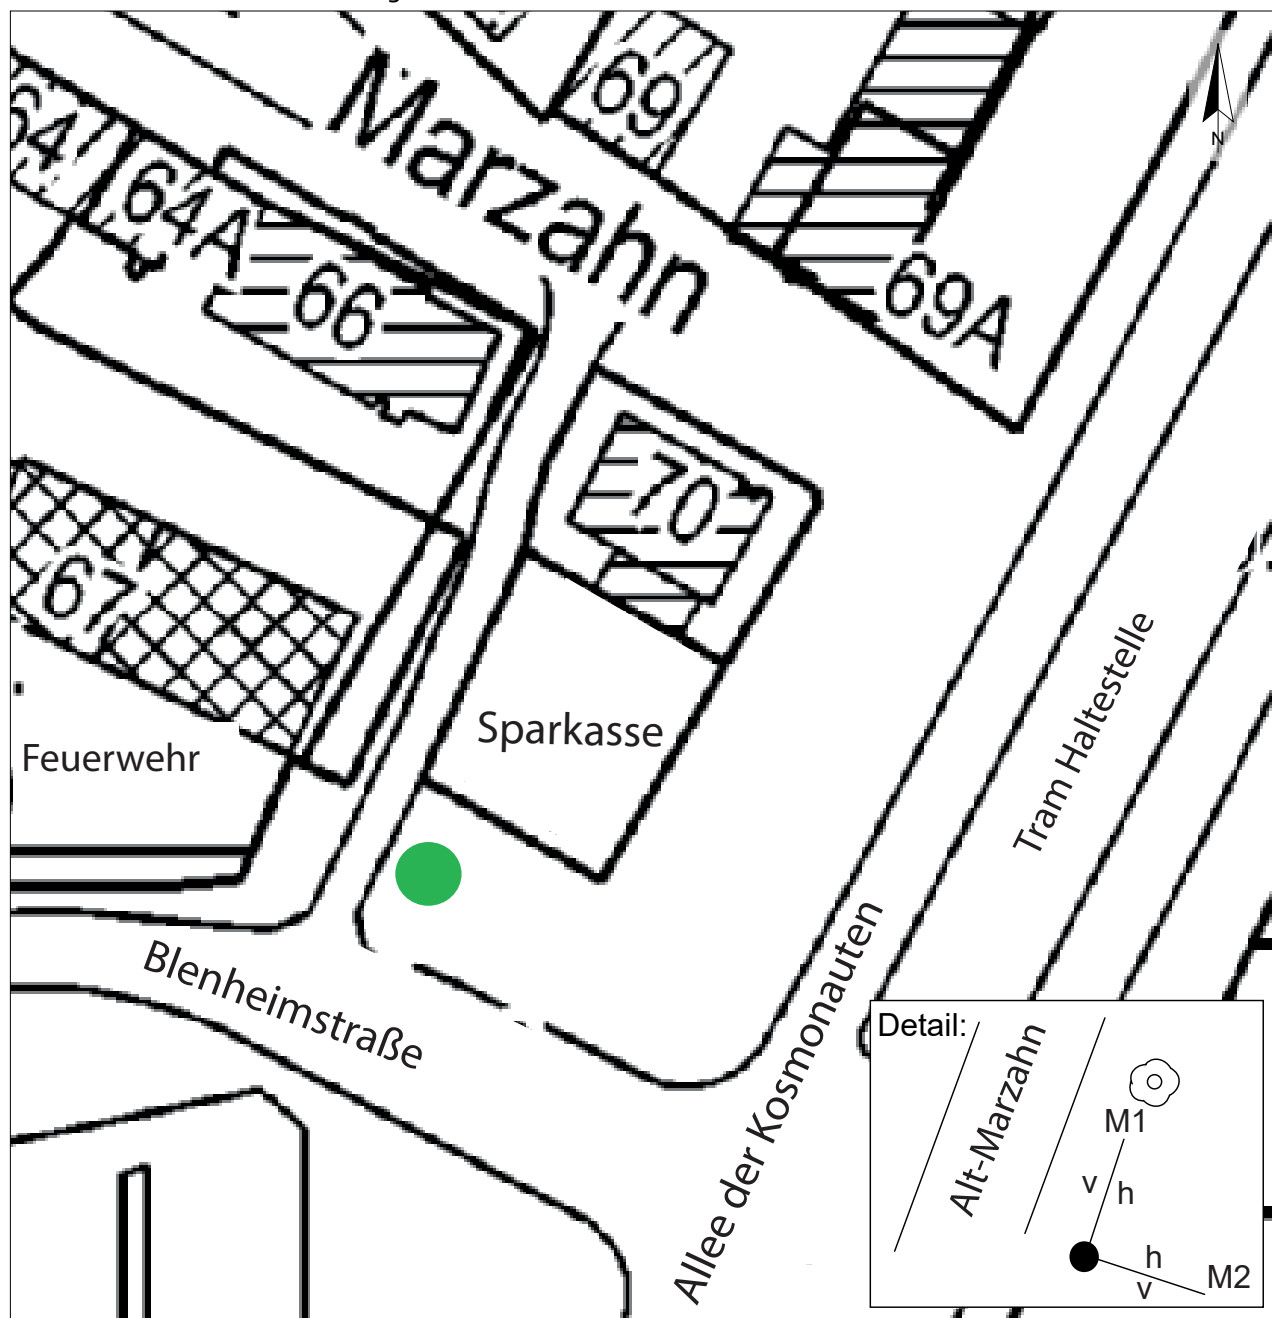 Marzahn
69
64
64A
66
69A
70
67
Sparkasse
Feuerwehr
Tram Haltestelle
Blenheimstraße
Allee der Kosmonauten
N
Detail:
Alt-Marzahn
M1
v
h
h
v
M2